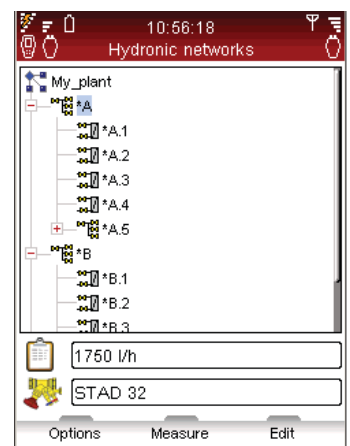 10:56:18
Hydronic networks
My_plant
*A
*A.1
*A.2
*A.3
*A.4
*A.5
*B
*B.1
*B.2
*B.3
1750 l/h
STAD 32
Options Measure Edit